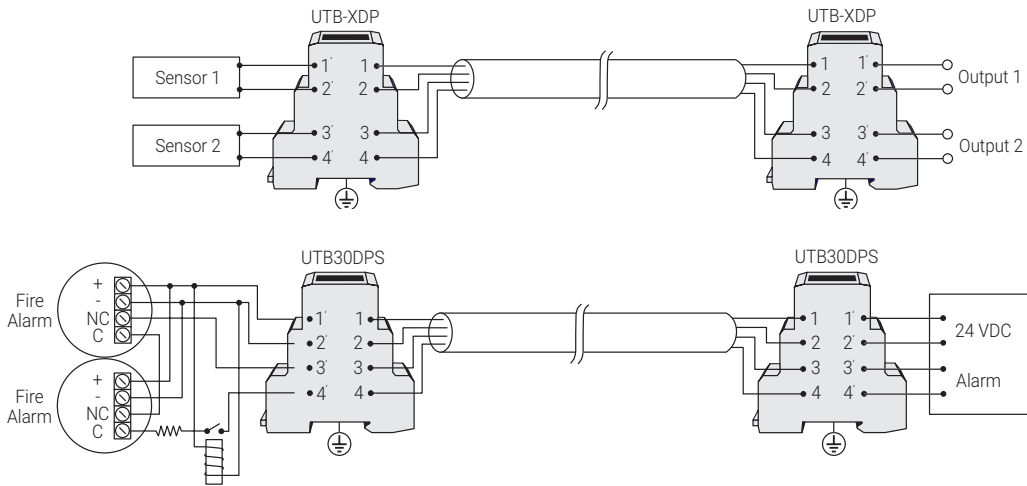 UTB-XDP
UTB-XDP
Sensor 1
1' 1
2' 2
Sensor 2
3' 3
4' 4
1 1'
2 2'
Output 1
3 3'
4 4'
Output 2
UTB30DPS
UTB30DPS
Fire
Alarm
+
-
NC
C
Fire
Alarm
+
-
NC
C
1' 1
2' 2
3' 3
4' 4
1 1'
2 2'
3 3'
4 4'
24 VDC
Alarm